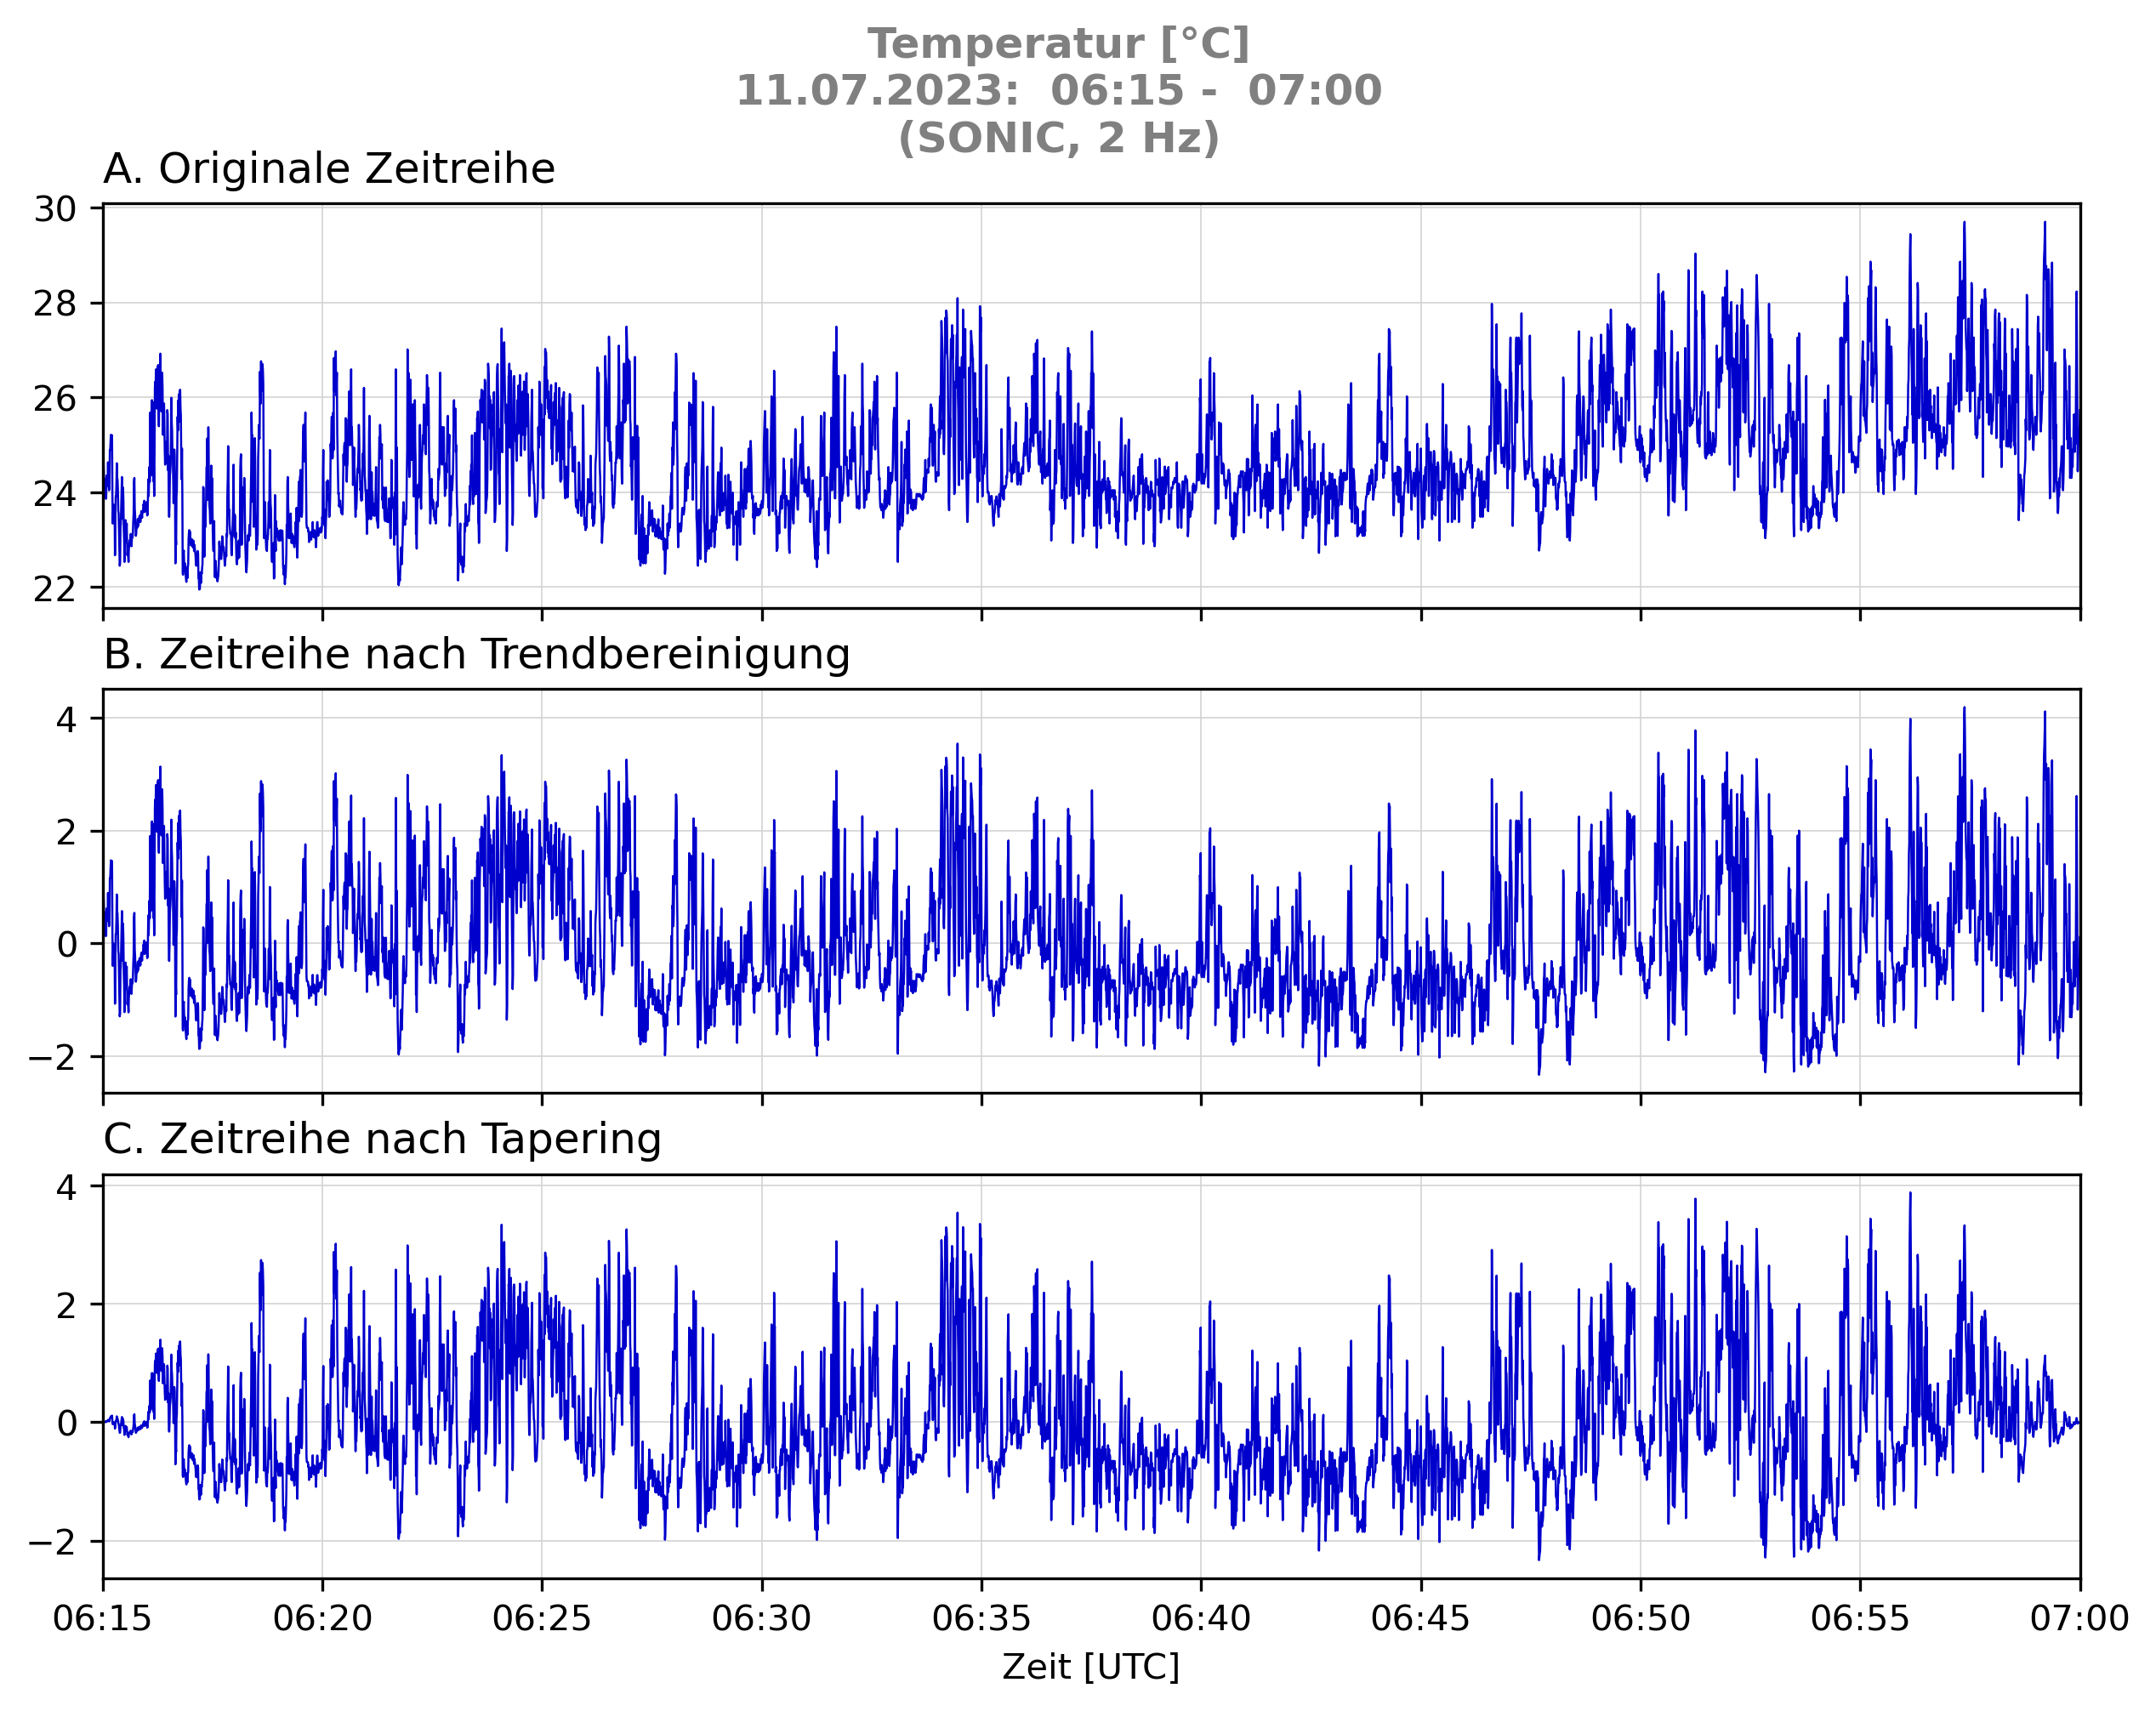 Temperatur [°C]
11.07.2023:  06:15 -  07:00
(SONIC, 2 Hz)
A. Originale Zeitreihe
30
28
26
24
22
B. Zeitreihe nach Trendbereinigung
4
2
0
−2
C. Zeitreihe nach Tapering
4
2
0
−2
06:15 06:20 06:25 06:30 06:35 06:40 06:45 06:50 06:55 07:00
Zeit [UTC]